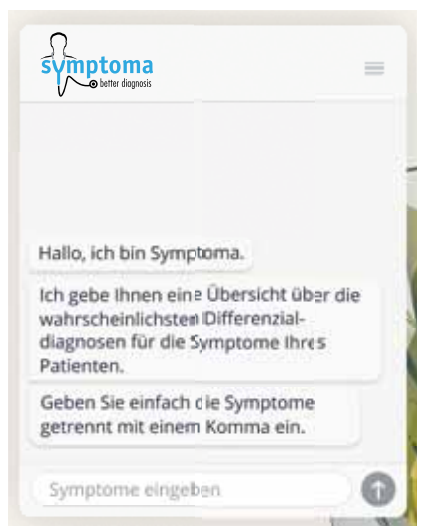 symptoma
better diagnosis
Hallo, ich bin Symptoma.
Ich gebe Ihnen eine Übersicht über die
wahrscheinlichsten Differenzial-
diagnosen für die Symptome Ihres
Patienten.
Geben Sie einfach die Symptome
getrennt mit einem Komma ein.
Symptome eingeben